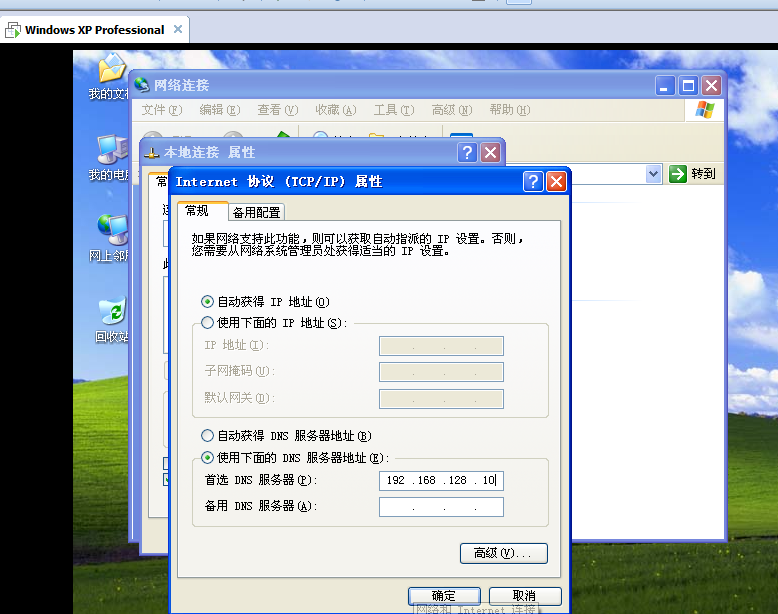 Windows XP Professional
我的文
网络连接
文件(F) 编辑(E) 查看(V) 收藏(A) 工具(T) 高级(N) 帮助(H)
本地连接 属性
我的电
转到
常
Internet 协议 (TCP/IP) 属性
常规 备用配置
如果网络支持此功能，则可以获取自动指派的 IP 设置。否则，
您需要从网络系统管理员处获得适当的 IP 设置。
网上邻
自动获得 IP 地址(O)
使用下面的 IP 地址(S):
回收站
IP 地址(I):
子网掩码(U):
默认网关(D):
自动获得 DNS 服务器地址(B)
使用下面的 DNS 服务器地址(E):
首选 DNS 服务器(P): 192 .168 .128 . 10
备用 DNS 服务器(A):
高级(V)...
确定 取消
网络和 Internet 连接